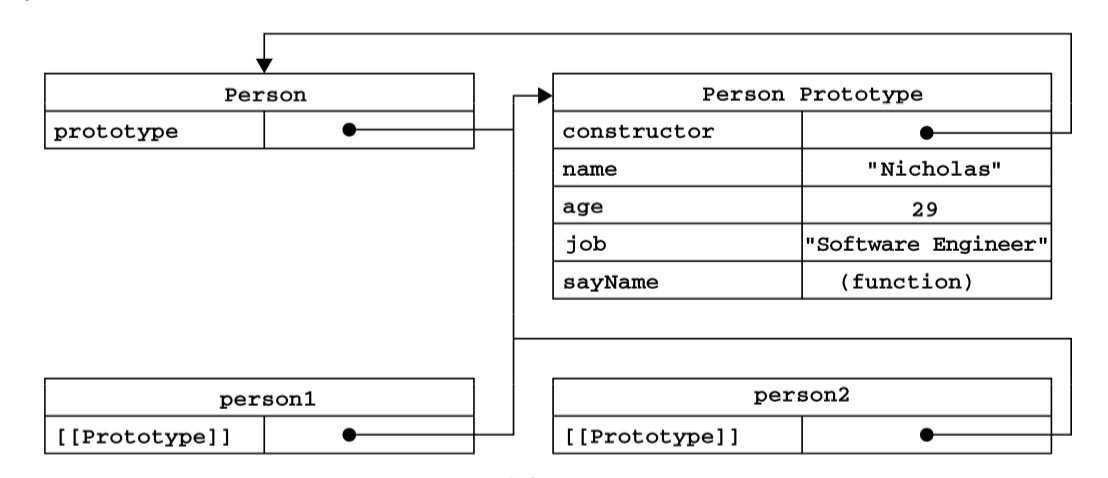 Person
prototype
Person Prototype
constructor
name "Nicholas"
age 29
job "Software Engineer"
sayName (function)
person1
[[Prototype]]
person2
[[Prototype]]